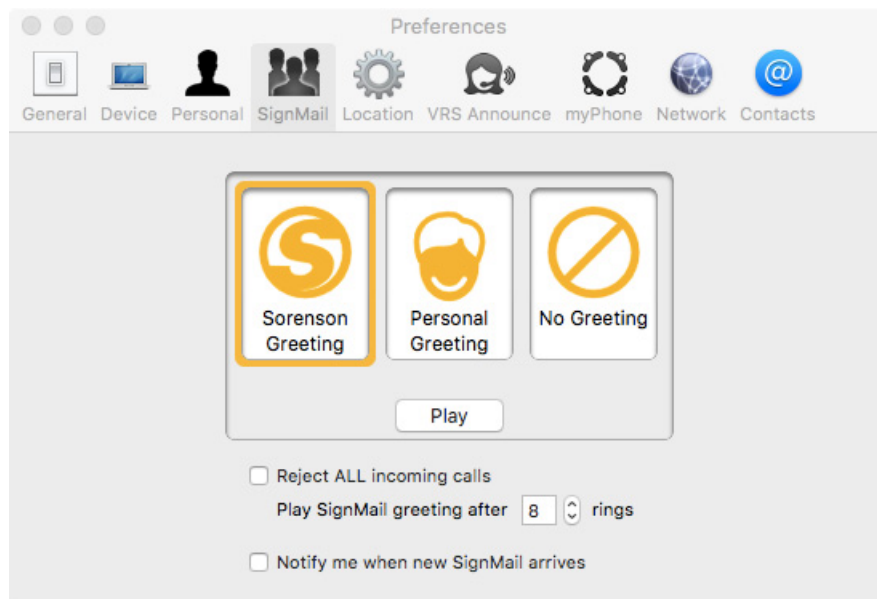 Preferences
General Device Personal SignMail Location VRS Announce myPhone Network Contacts
Sorenson Greeting
Personal Greeting
No Greeting
Play
Reject ALL incoming calls
Play SignMail greeting after 8 rings
Notify me when new SignMail arrives